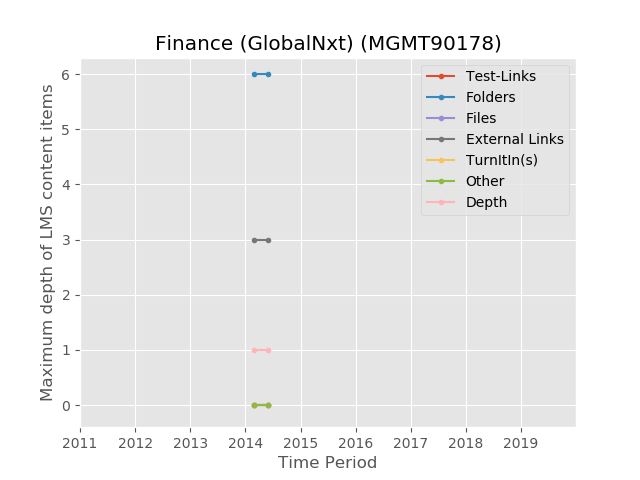 Finance (GlobalNxt) (MGMT90178)
Maximum depth of LMS content items
6
5
4
3
2
1
0
Test-Links
Folders
Files
External Links
TurnItIn(s)
Other
Depth
2011 2012 2013 2014 2015 2016 2017 2018 2019
Time Period